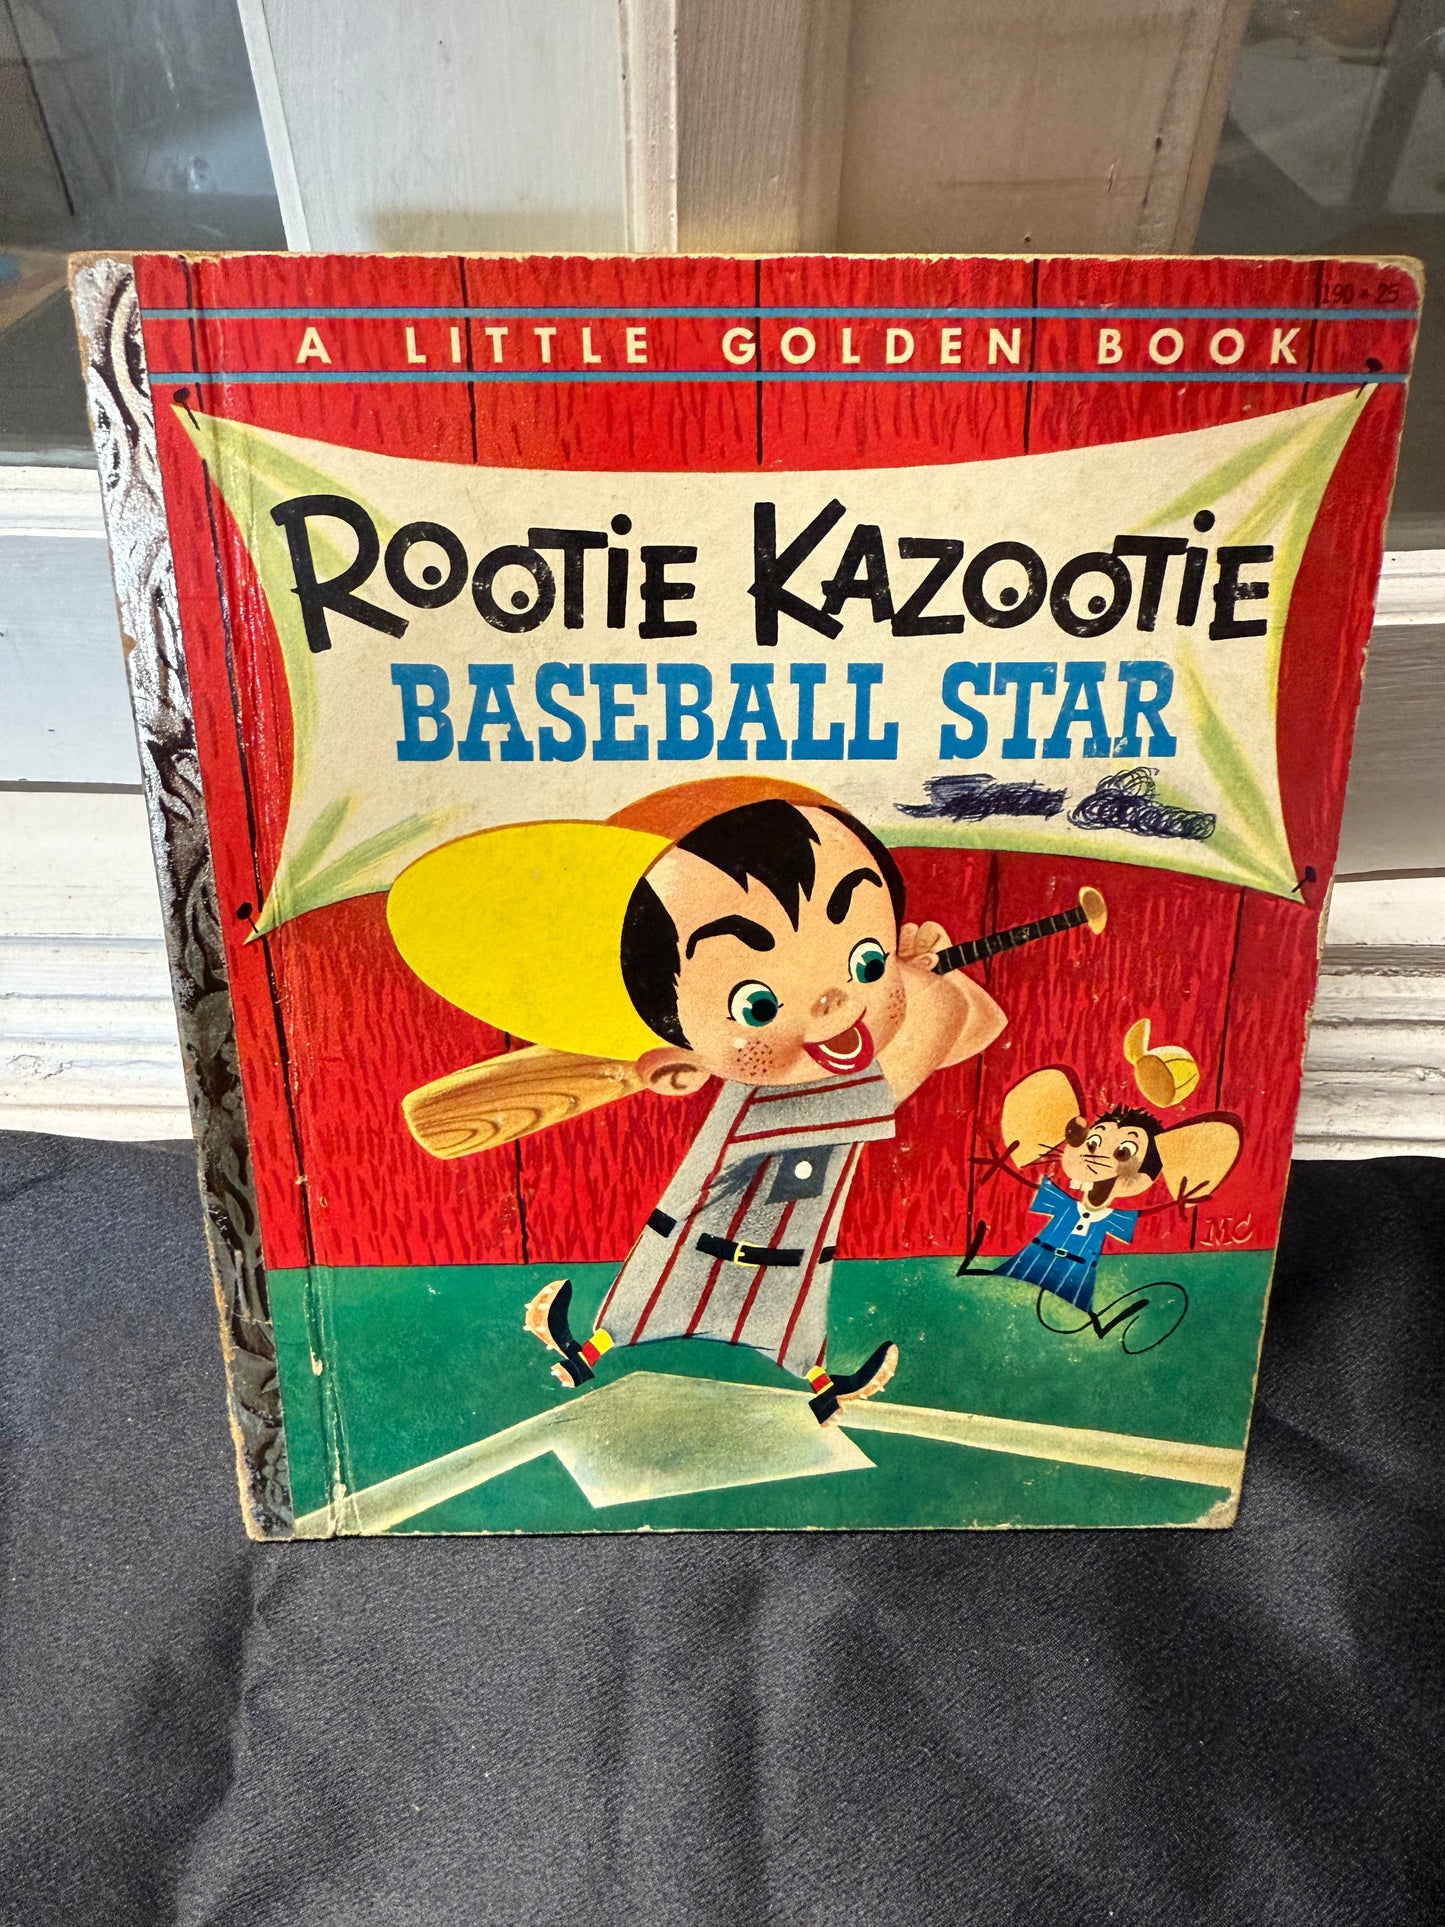 190 • 25
A LITTLE GOLDEN BOOK
ROOTIE KAZOOTIE
BASEBALL STAR
Mc